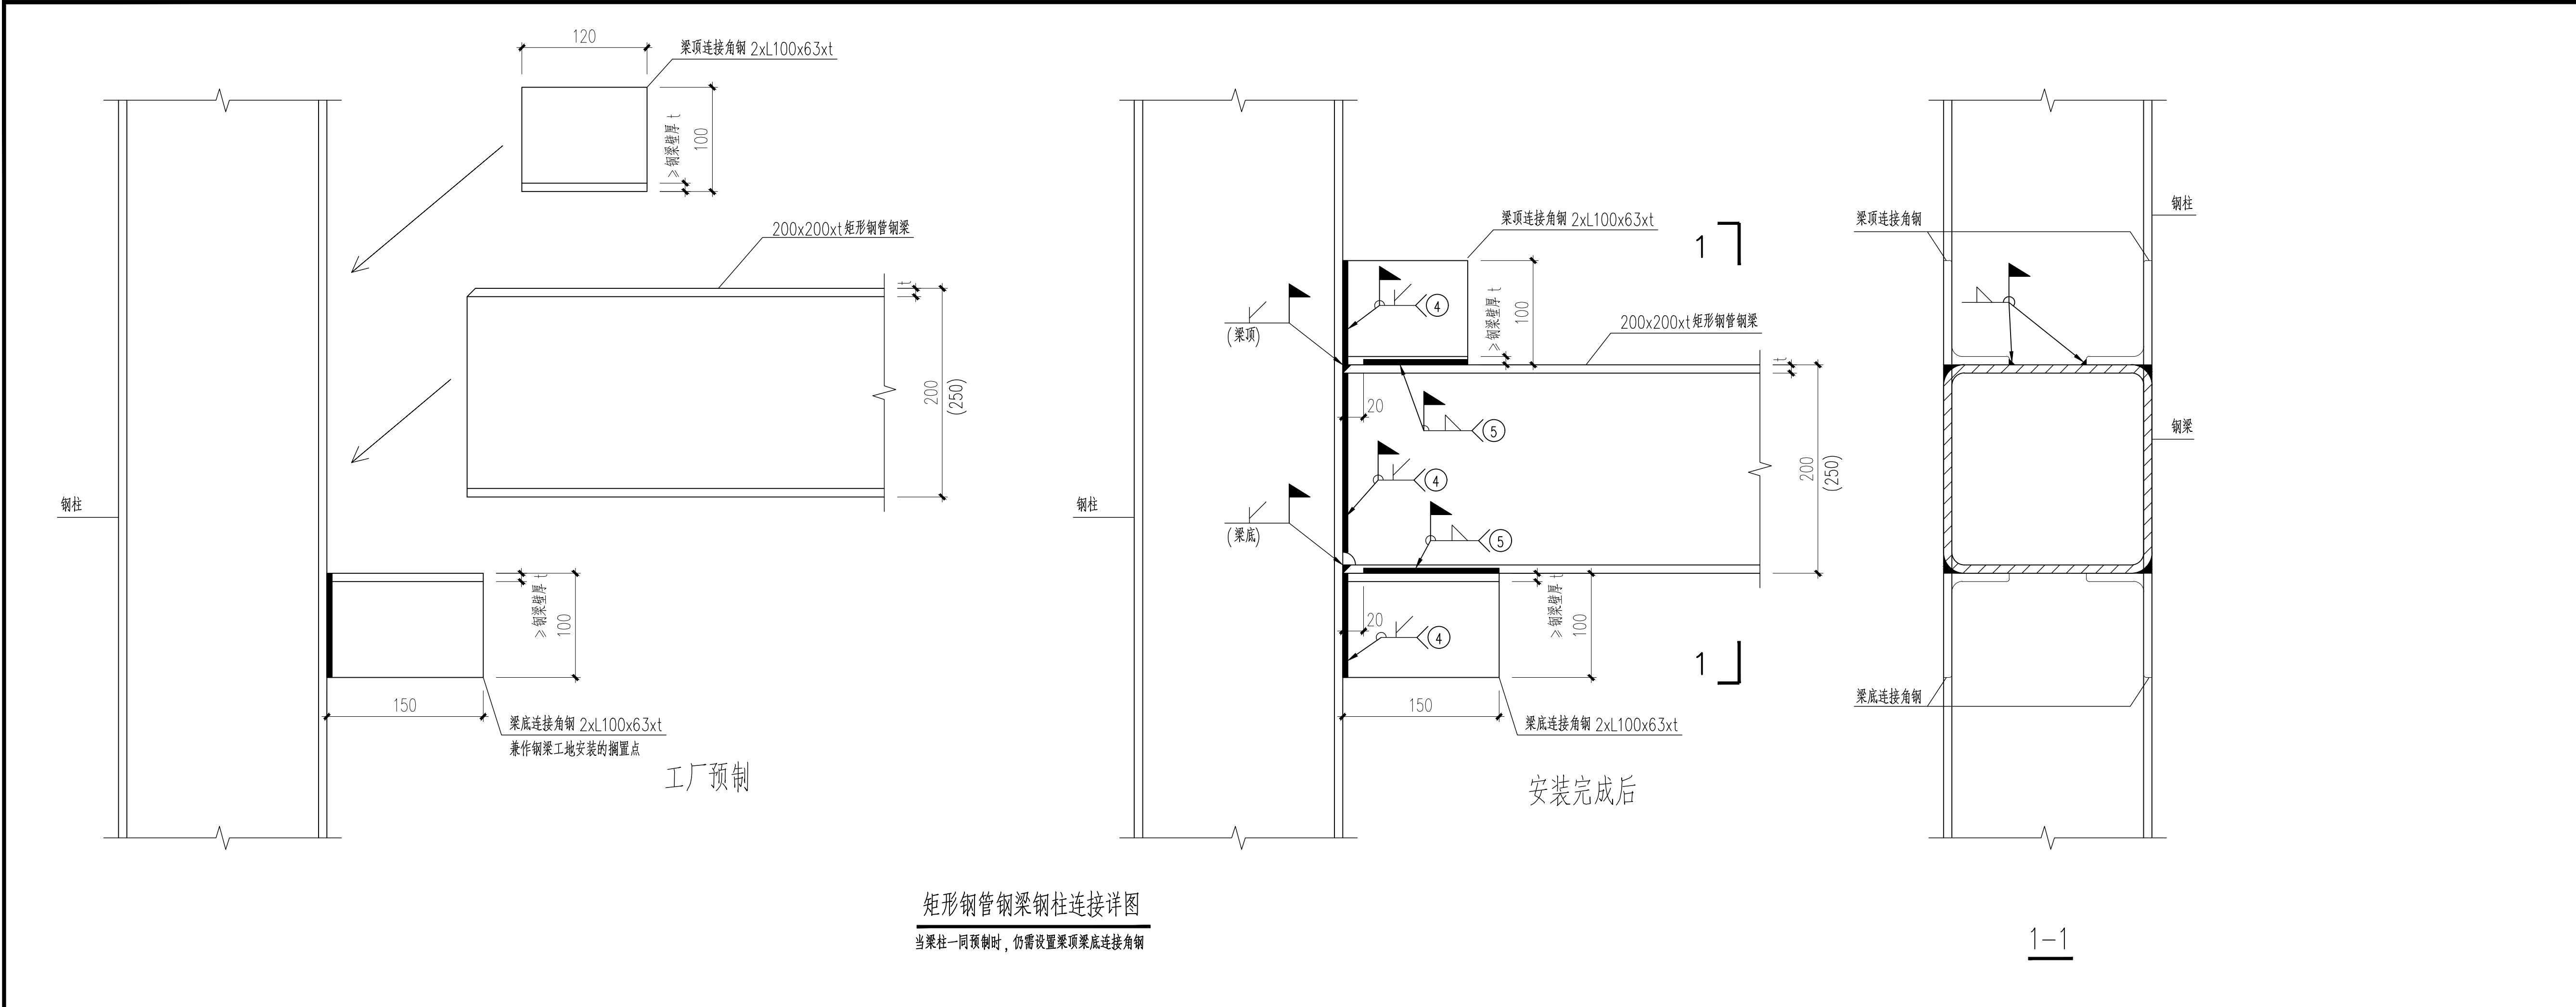 120
梁顶连接角钢 2xL100x63xt
≥钢梁壁厚 t
100
200x200xt矩形钢管钢梁
t
200
(250)
钢柱
≥钢梁壁厚 t
100
150
梁底连接角钢 2xL100x63xt
兼作钢梁工地安装的搁置点
工厂预制
梁顶连接角钢 2xL100x63xt
1
4
≥钢梁壁厚 t
100
(梁顶)
200x200xt矩形钢管钢梁
t
20
5
4
200
(250)
钢柱
(梁底)
5
20
4
≥钢梁壁厚 t
100
1
150
梁底连接角钢 2xL100x63xt
安装完成后
钢柱
梁顶连接角钢
钢梁
梁底连接角钢
1-1
矩形钢管钢梁钢柱连接详图
当梁柱一同预制时，仍需设置梁顶梁底连接角钢